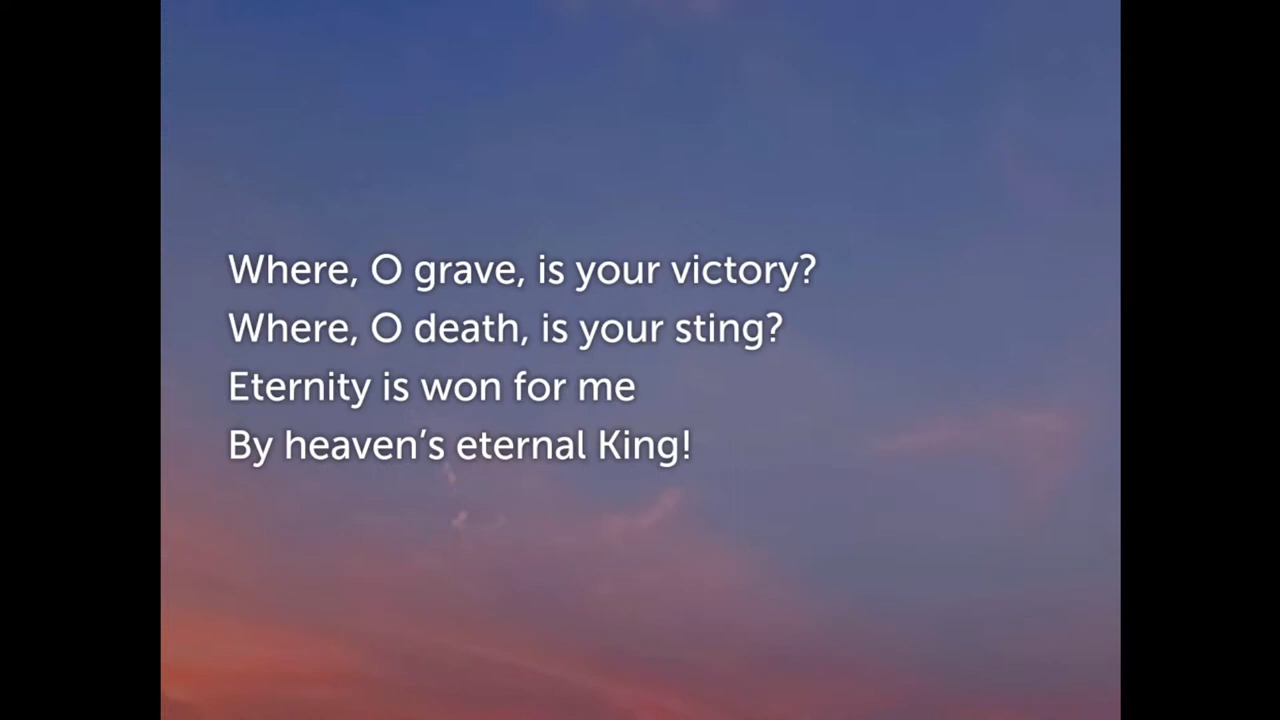 Where, O grave, is your victory?
Where, O death, is your sting?
Eternity is won for me
By heaven’s eternal King!